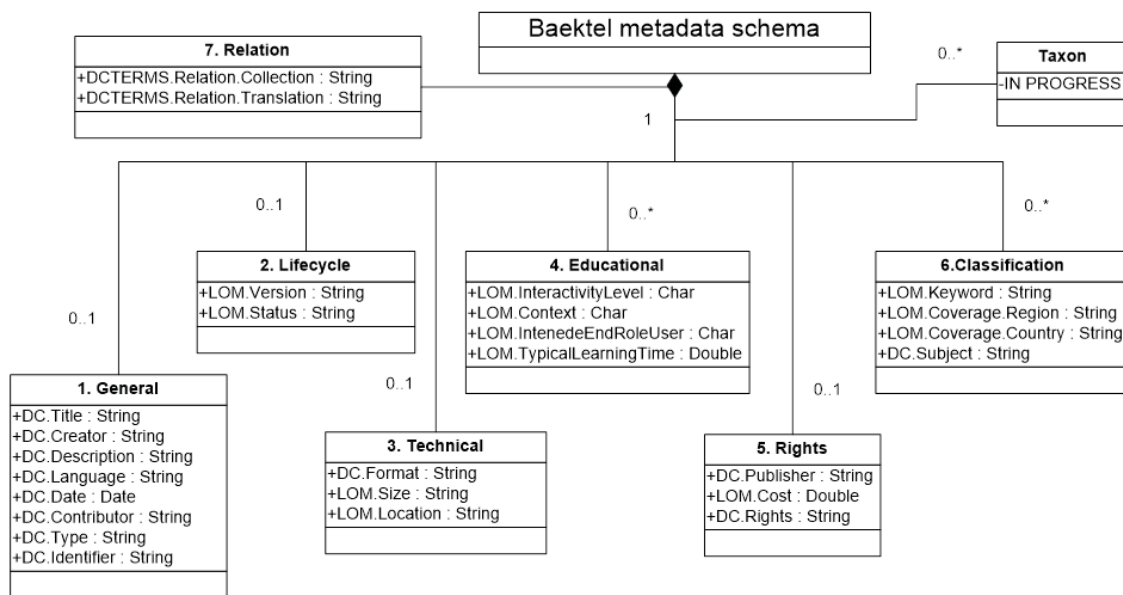 Baektel metadata schema
7. Relation
+DCTERMS.Relation.Collection : String
+DCTERMS.Relation.Translation : String
0..*
Taxon
-IN PROGRESS
1
0..1
0..*
0..*
2. Lifecycle
+LOM.Version : String
+LOM.Status : String
4. Educational
+LOM.InteractivityLevel : Char
+LOM.Context : Char
+LOM.IntenedeEndRoleUser : Char
+LOM.TypicalLearningTime : Double
6.Classification
+LOM.Keyword : String
+LOM.Coverage.Region : String
+LOM.Coverage.Country : String
+DC.Subject : String
0..1
0..1
0..1
1. General
+DC.Title : String
+DC.Creator : String
+DC.Description : String
+DC.Language : String
+DC.Date : Date
+DC.Contributor : String
+DC.Type : String
+DC.Identifier : String
3. Technical
+DC.Format : String
+LOM.Size : String
+LOM.Location : String
5. Rights
+DC.Publisher : String
+LOM.Cost : Double
+DC.Rights : String